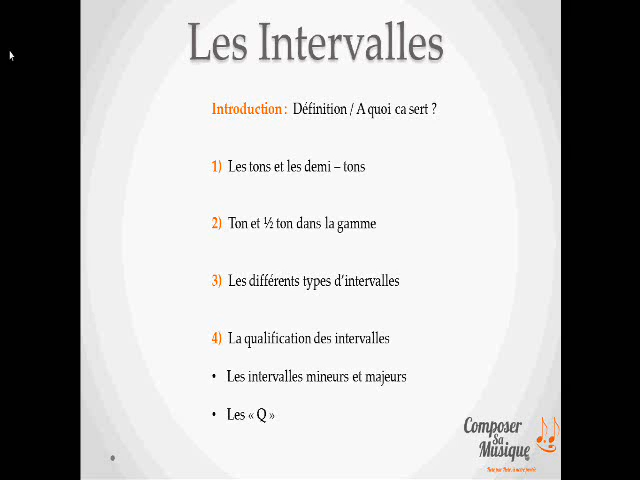 Les Intervalles
Introduction : Définition / A quoi ca sert ?
1) Les tons et les demi – tons
2) Ton et ½ ton dans la gamme
3) Les différents types d'intervalles
4) La qualification des intervalles
• Les intervalles mineurs et majeurs
• Les « Q »
Composer
Sa
Musique